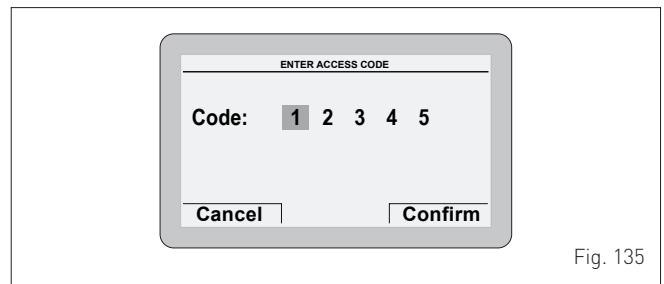 ENTER ACCESS CODE
Code: 1 2 3 4 5
Cancel Confirm
Fig. 135